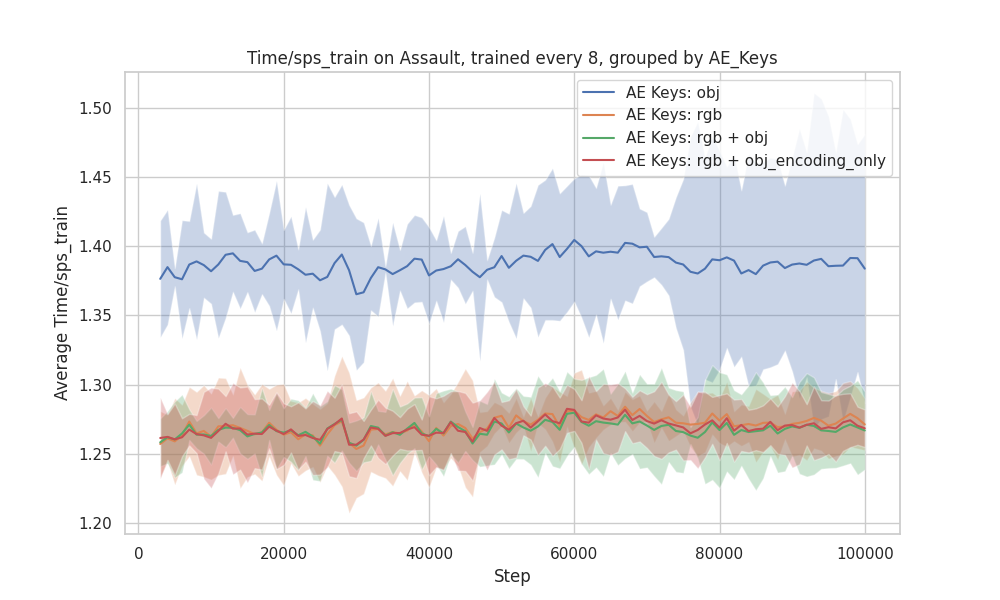 Time/sps_train on Assault, trained every 8, grouped by AE_Keys
AE Keys: obj
AE Keys: rgb
AE Keys: rgb + obj
AE Keys: rgb + obj_encoding_only
Average Time/sps_train
1.50
1.45
1.40
1.35
1.30
1.25
1.20
0
20000
40000
60000
80000
100000
Step